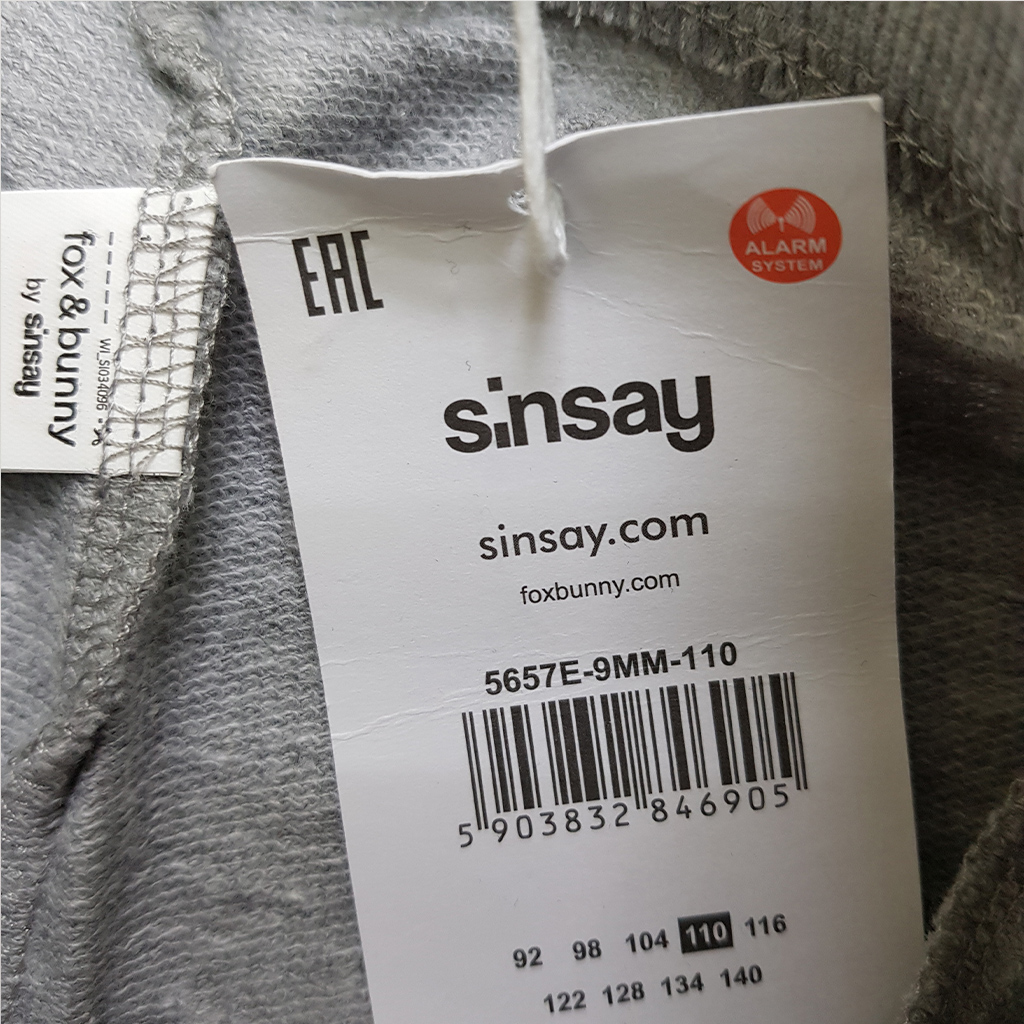 EAC
ALARM
SYSTEM
sinsay
sinsay.com
foxbunny.com
5657E-9MM-110
5 903832 846905
92 98 104 110 116
122 128 134 140
fox & bunny
by sinsay
WI_SI034096